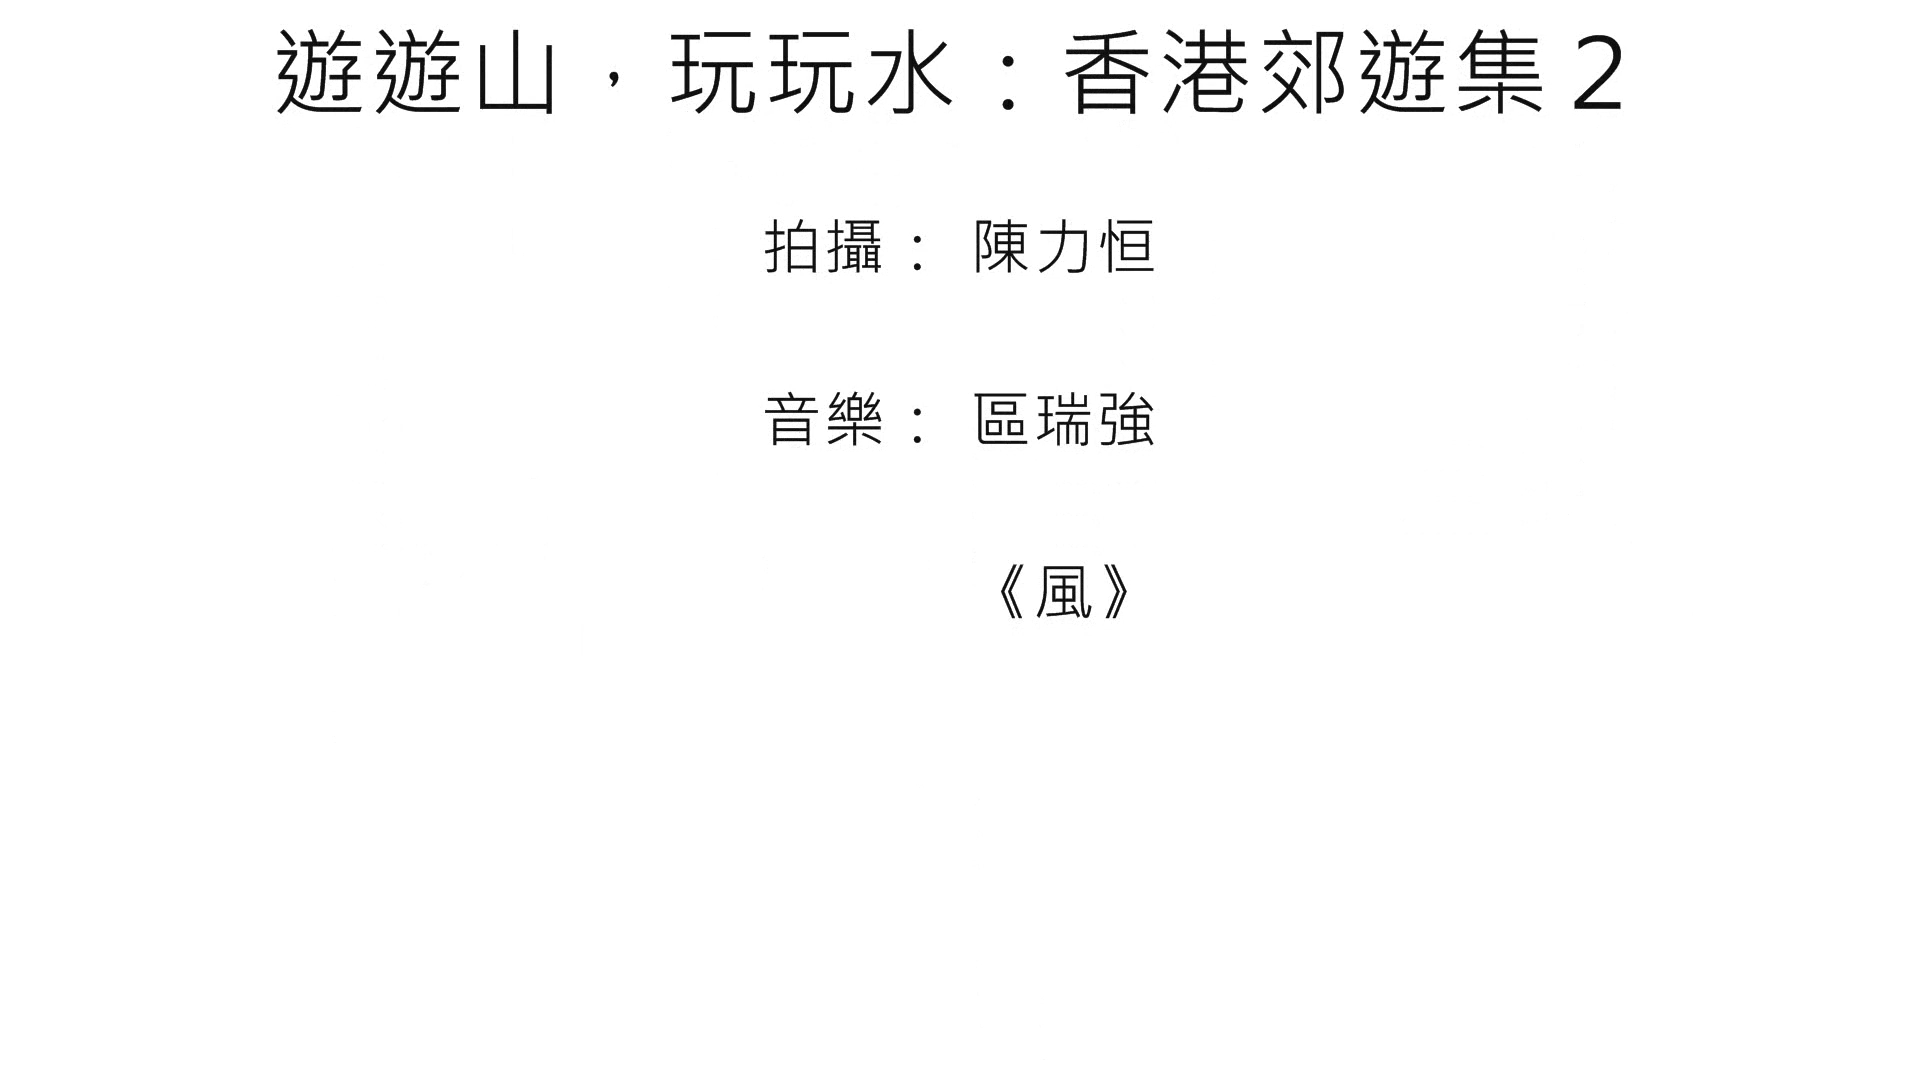 遊遊山，玩玩水：香港郊遊集2
拍攝： 陳力恒
音樂： 區瑞強
《風》